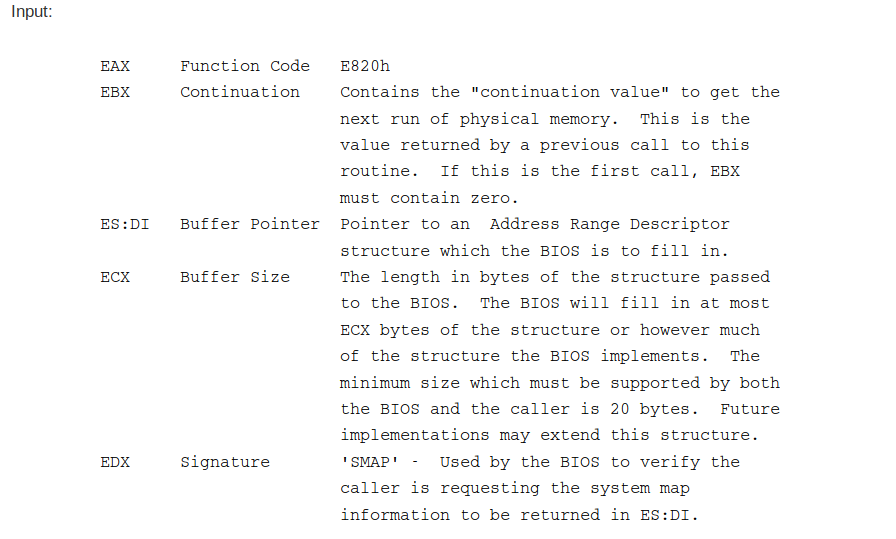 Input:
EAX Function Code E820h
EBX Continuation Contains the "continuation value" to get the
next run of physical memory. This is the
value returned by a previous call to this
routine. If this is the first call, EBX
must contain zero.
ES:DI Buffer Pointer Pointer to an Address Range Descriptor
structure which the BIOS is to fill in.
ECX Buffer Size The length in bytes of the structure passed
to the BIOS. The BIOS will fill in at most
ECX bytes of the structure or however much
of the structure the BIOS implements. The
minimum size which must be supported by both
the BIOS and the caller is 20 bytes. Future
implementations may extend this structure.
EDX Signature 'SMAP' - Used by the BIOS to verify the
caller is requesting the system map
information to be returned in ES:DI.